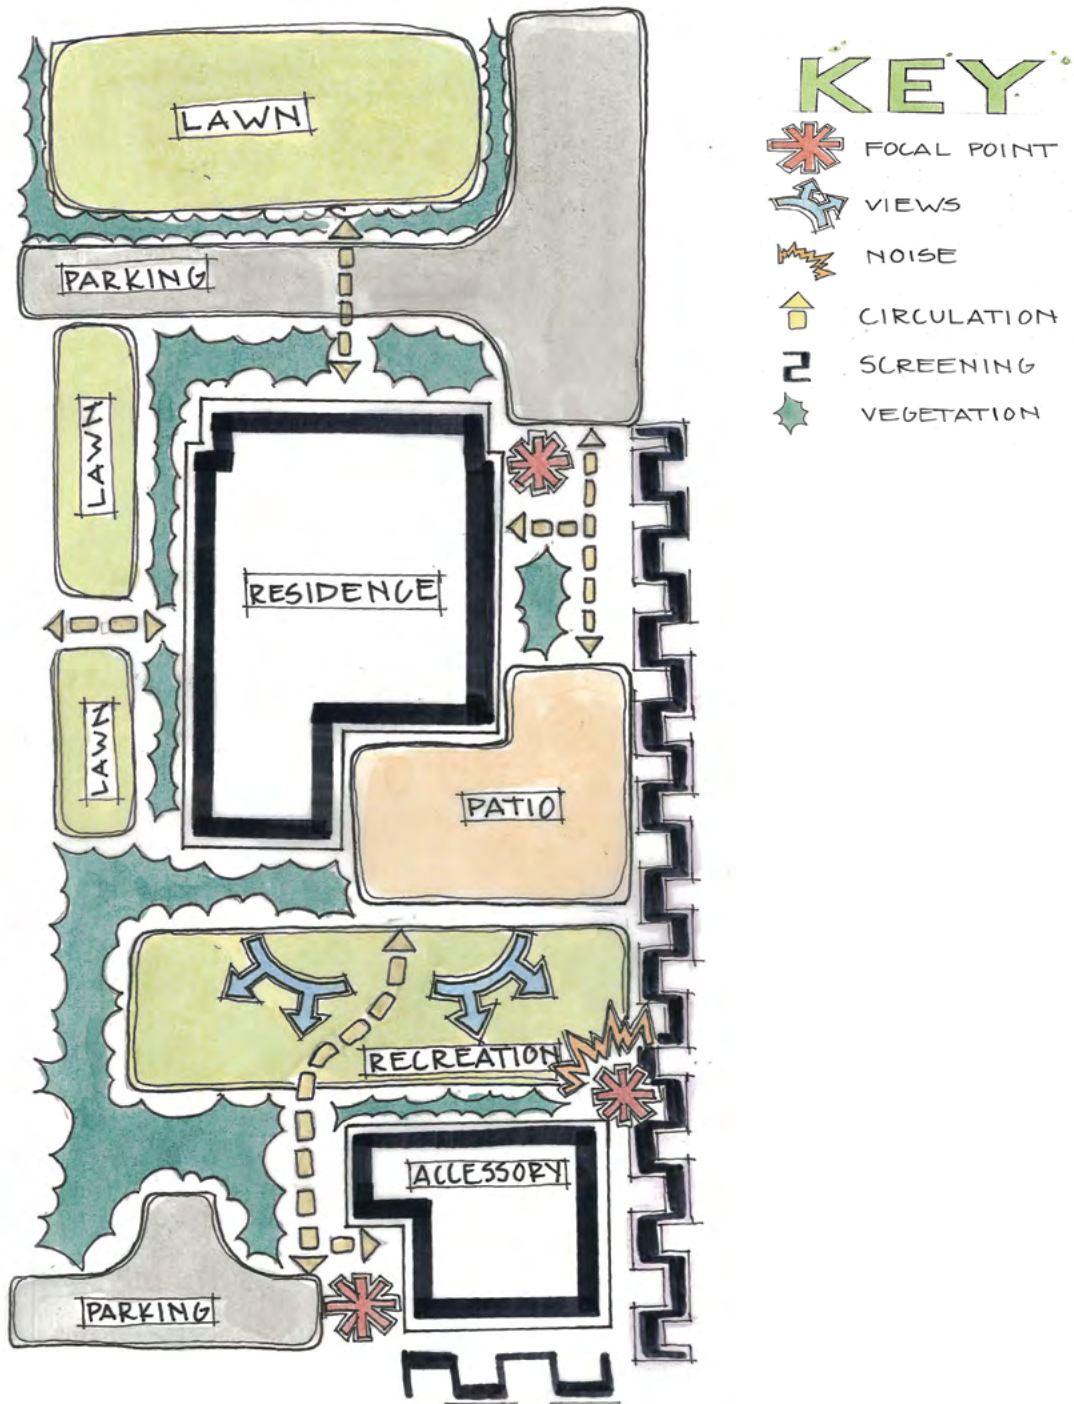 LAWN
PARKING
LAWN
RESIDENCE
LAWN
PATIO
RECREATION
ACCESSORY
PARKING
KEY
FOCAL POINT
VIEWS
NOISE
CIRCULATION
SCREENING
VEGETATION